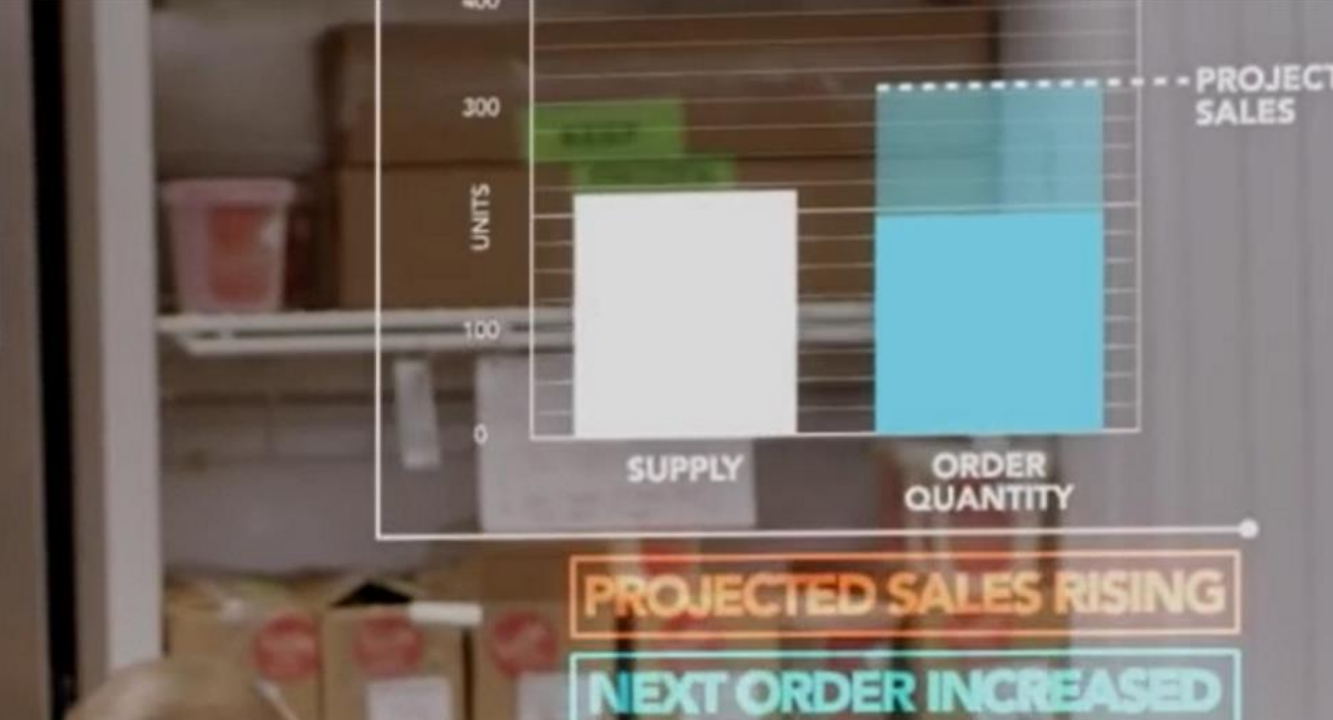 400
PROJECT
SALES
300
UNITS
100
0
SUPPLY
ORDER
QUANTITY
PROJECTED SALES RISING
NEXT ORDER INCREASED